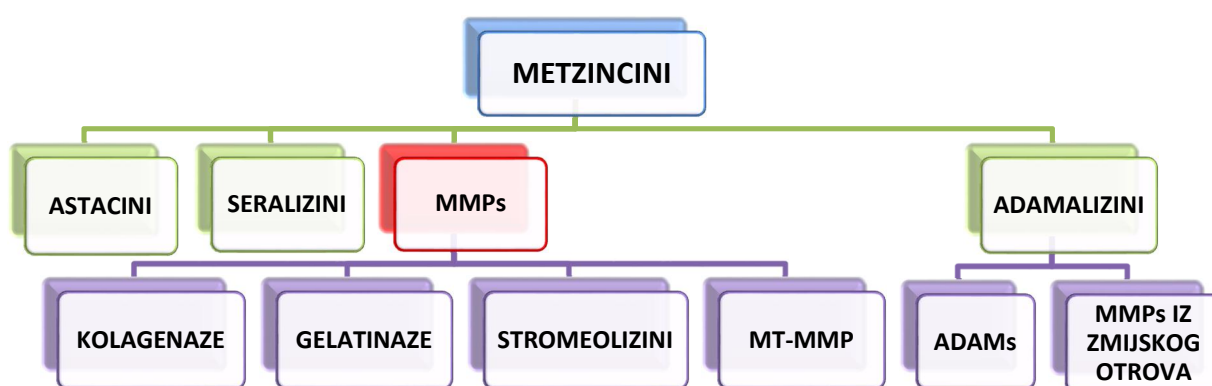 METZINCINI
ASTACINI
SERALIZINI
MMPs
ADAMALIZINI
KOLAGENAZE
GELATINAZE
STROMEOLIZINI
MT-MMP
ADAMs
MMPs IZ
ZMIJSKOG
OTROVA